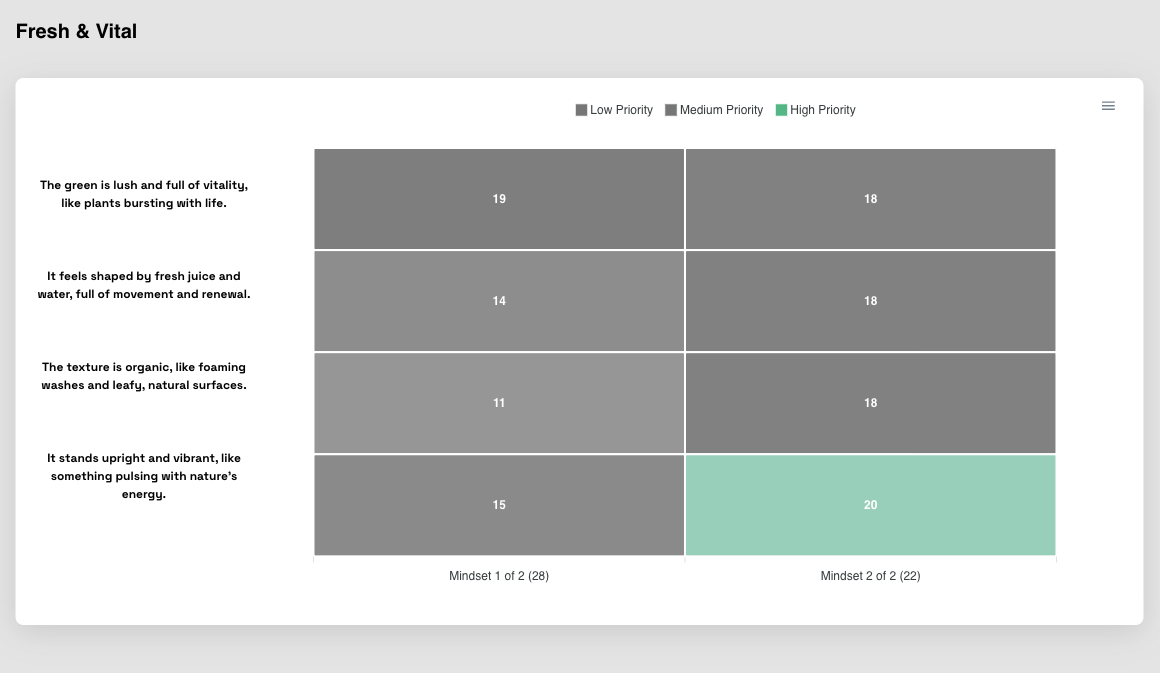 Fresh & Vital
Low Priority
Medium Priority
High Priority
The green is lush and full of vitality,
like plants bursting with life.
19
18
It feels shaped by fresh juice and
water, full of movement and renewal.
14
18
The texture is organic, like foaming
washes and leafy, natural surfaces.
11
18
It stands upright and vibrant, like
something pulsing with nature's
energy.
15
20
Mindset 1 of 2 (28)
Mindset 2 of 2 (22)